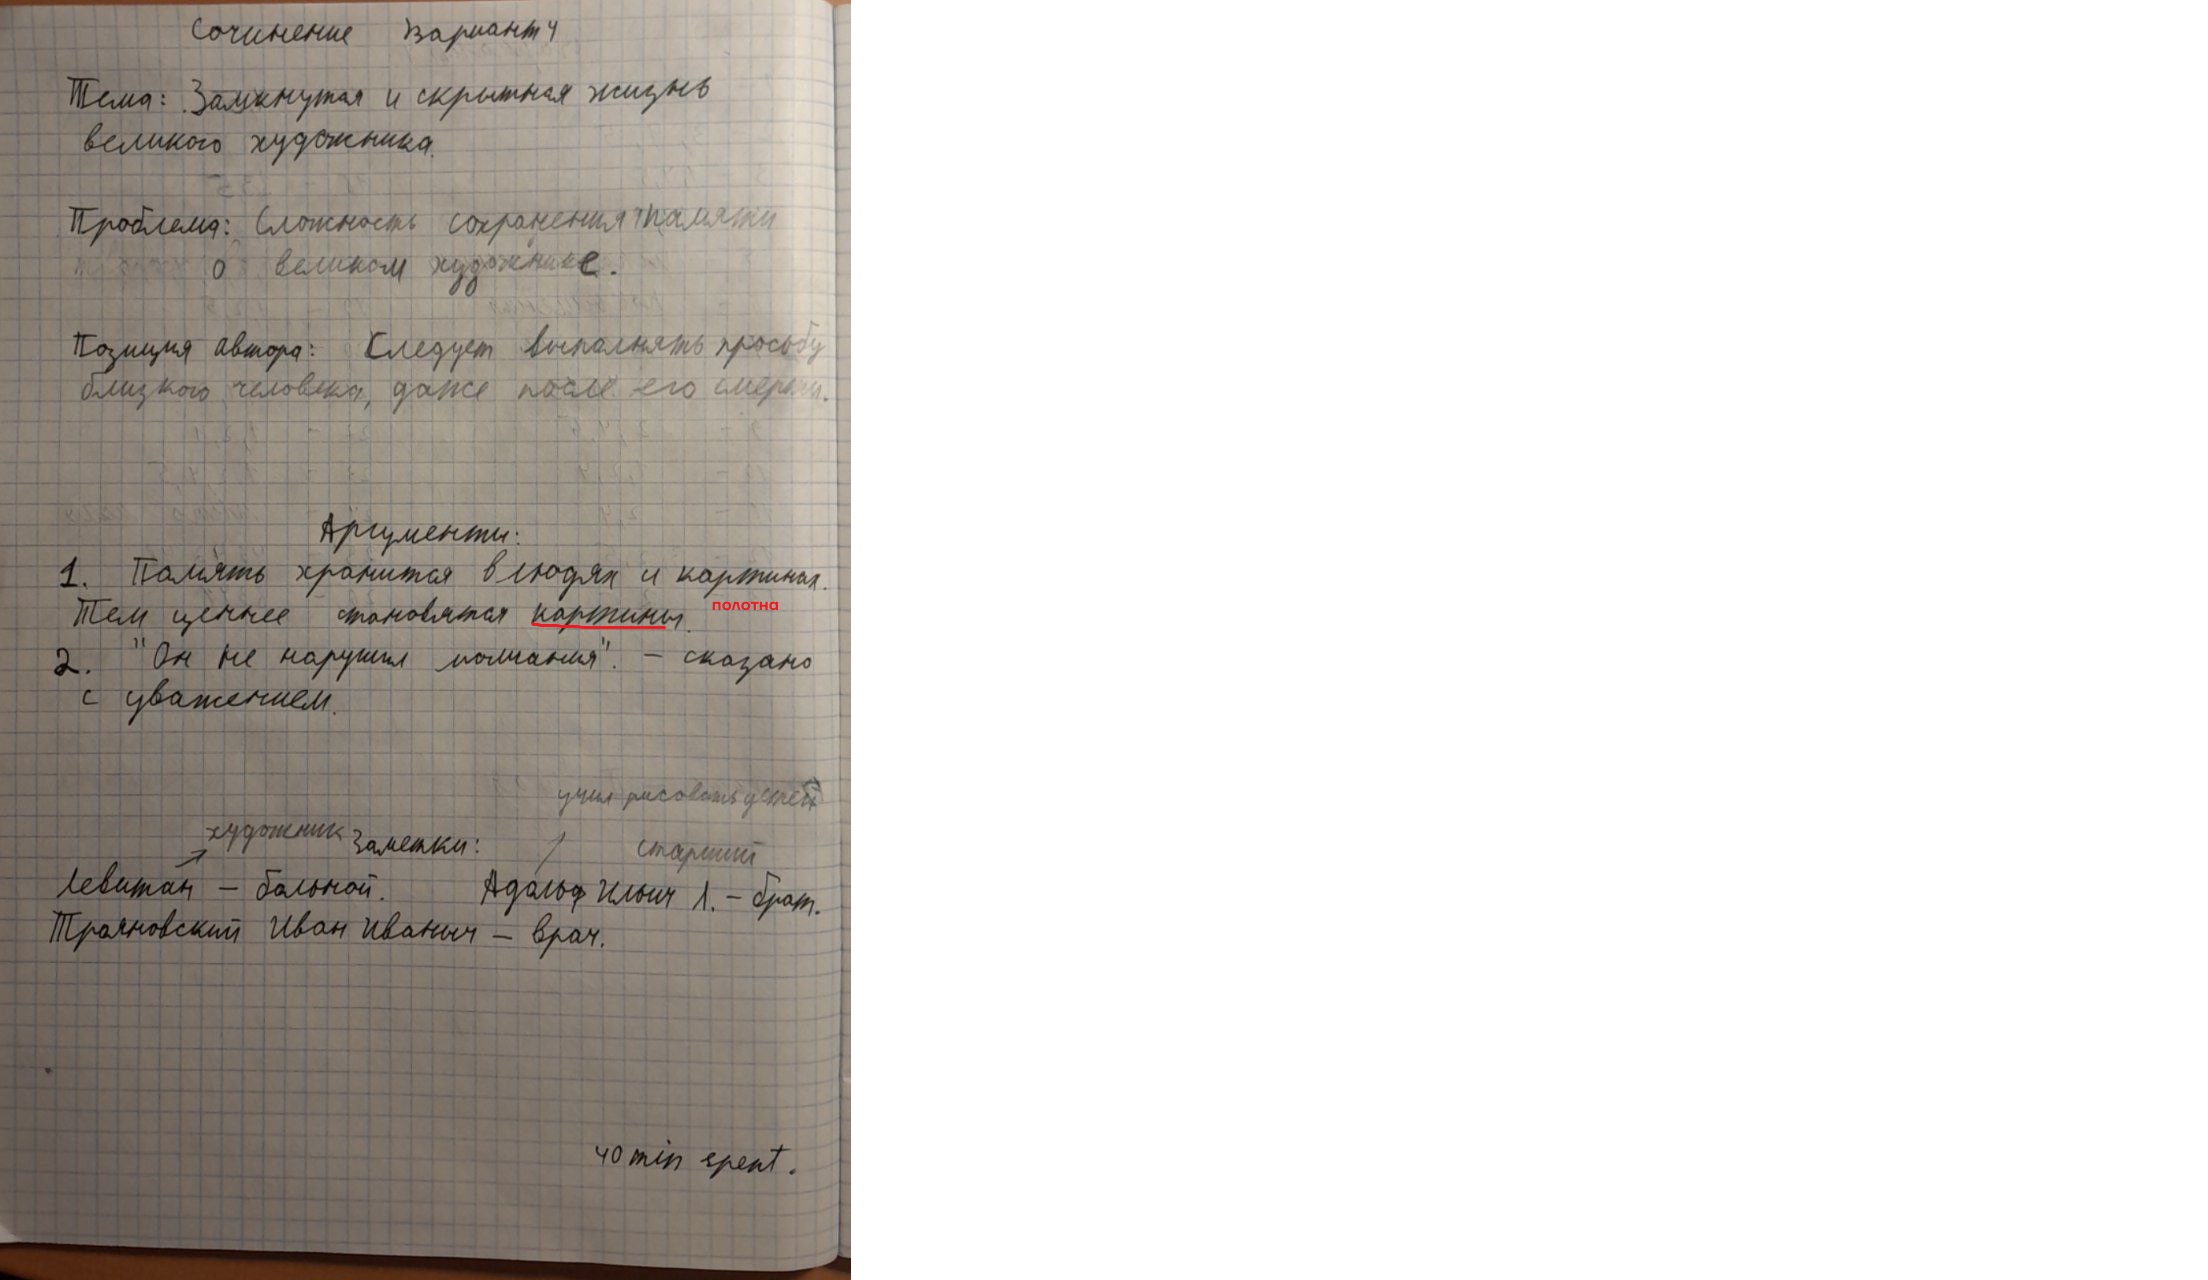 Сочинение Вариант 4
Тема: Замкнутая и скрытная жизнь
великого художника.
Проблема: Сложность сохранения памяти
о великом художнике.
Позиция автора: Следует выполнять просьбу
близкого человека, даже после его смерти.
Аргументы:
1. Память хранится в людях и картинах.
полотна
Тем ценнее становятся картины.
2. "Он не нарушил молчания". – сказано
с уважением.
учил рисовать детей
художник Заметки: старший
Левитан – больной. Адольф Ильич Л. – брат.
Трояновский Иван Иваныч – врач.
40 min spent.